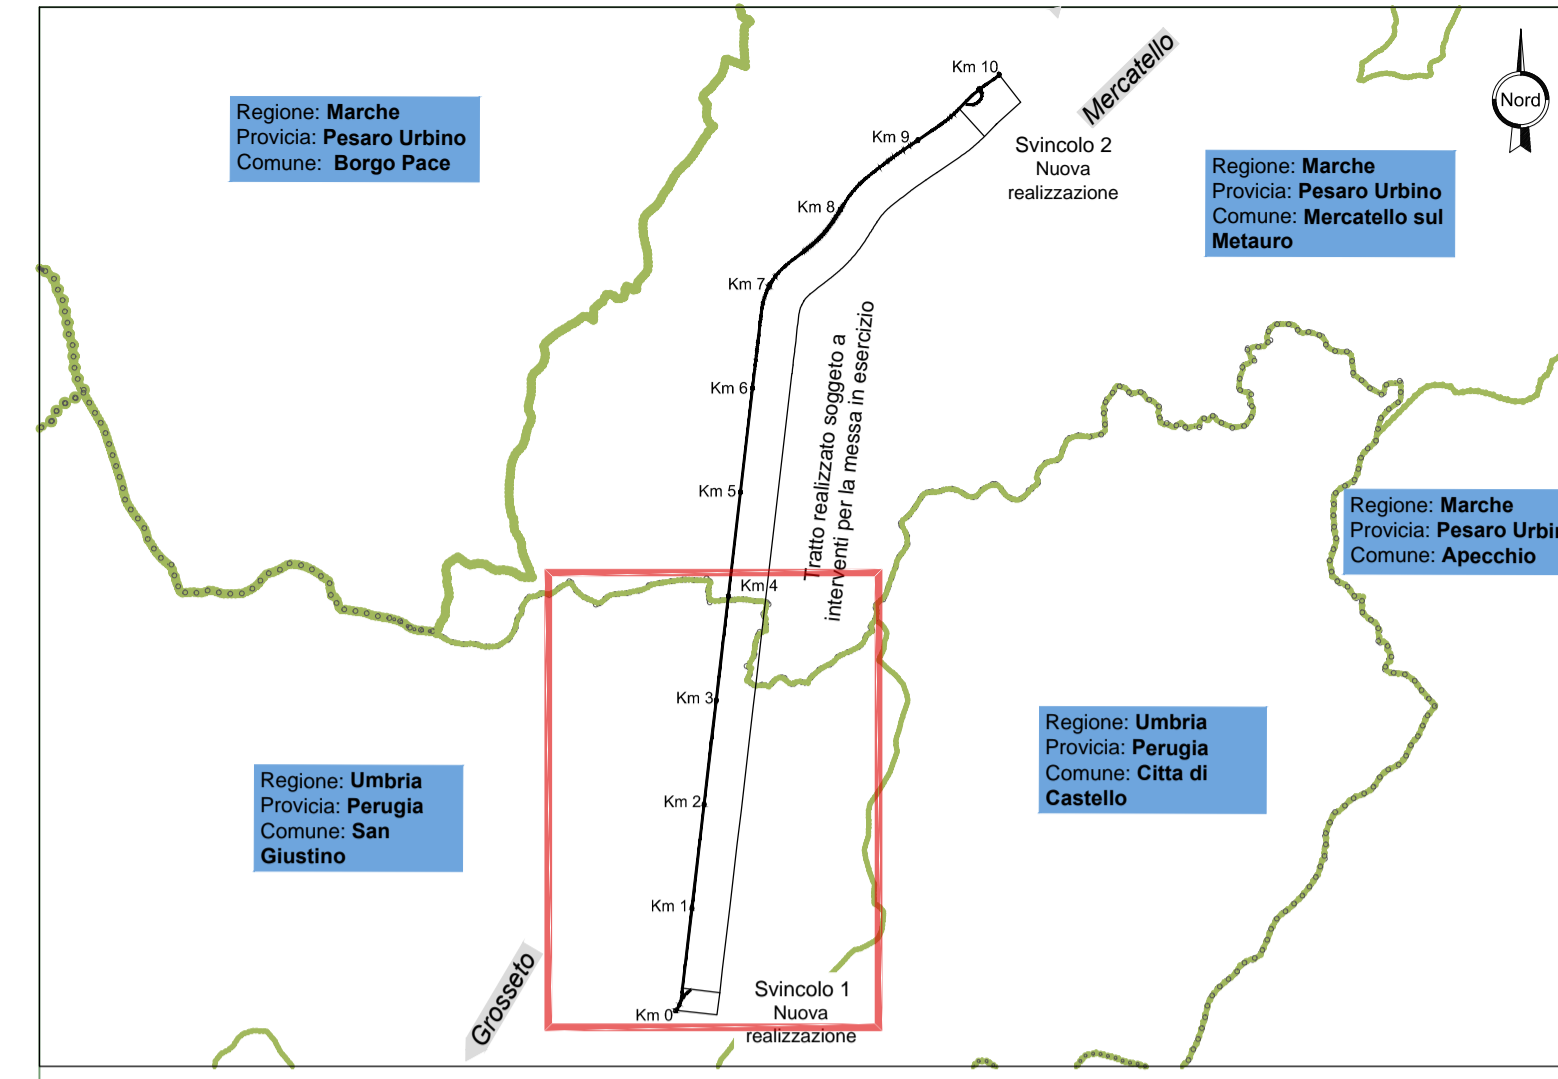 Km 10
Mercatello
Nord
Regione: Marche
Provicia: Pesaro Urbino
Comune: Borgo Pace
Km 9
Svincolo 2
Nuova
realizzazione
Regione: Marche
Provicia: Pesaro Urbino
Comune: Mercatello sul
Metauro
Km 8
Km 7
Tratto realizzato soggeto a
interventi per la messa in esercizio
Km 6
Km 5
Regione: Marche
Provicia: Pesaro Urbin
Comune: Apecchio
Km 4
Km 3
Regione: Umbria
Provicia: Perugia
Comune: Citta di
Castello
Regione: Umbria
Provicia: Perugia
Comune: San
Giustino
Km 2
Km 1
Grosseto
Svincolo 1
Nuova
realizzazione
Km 0